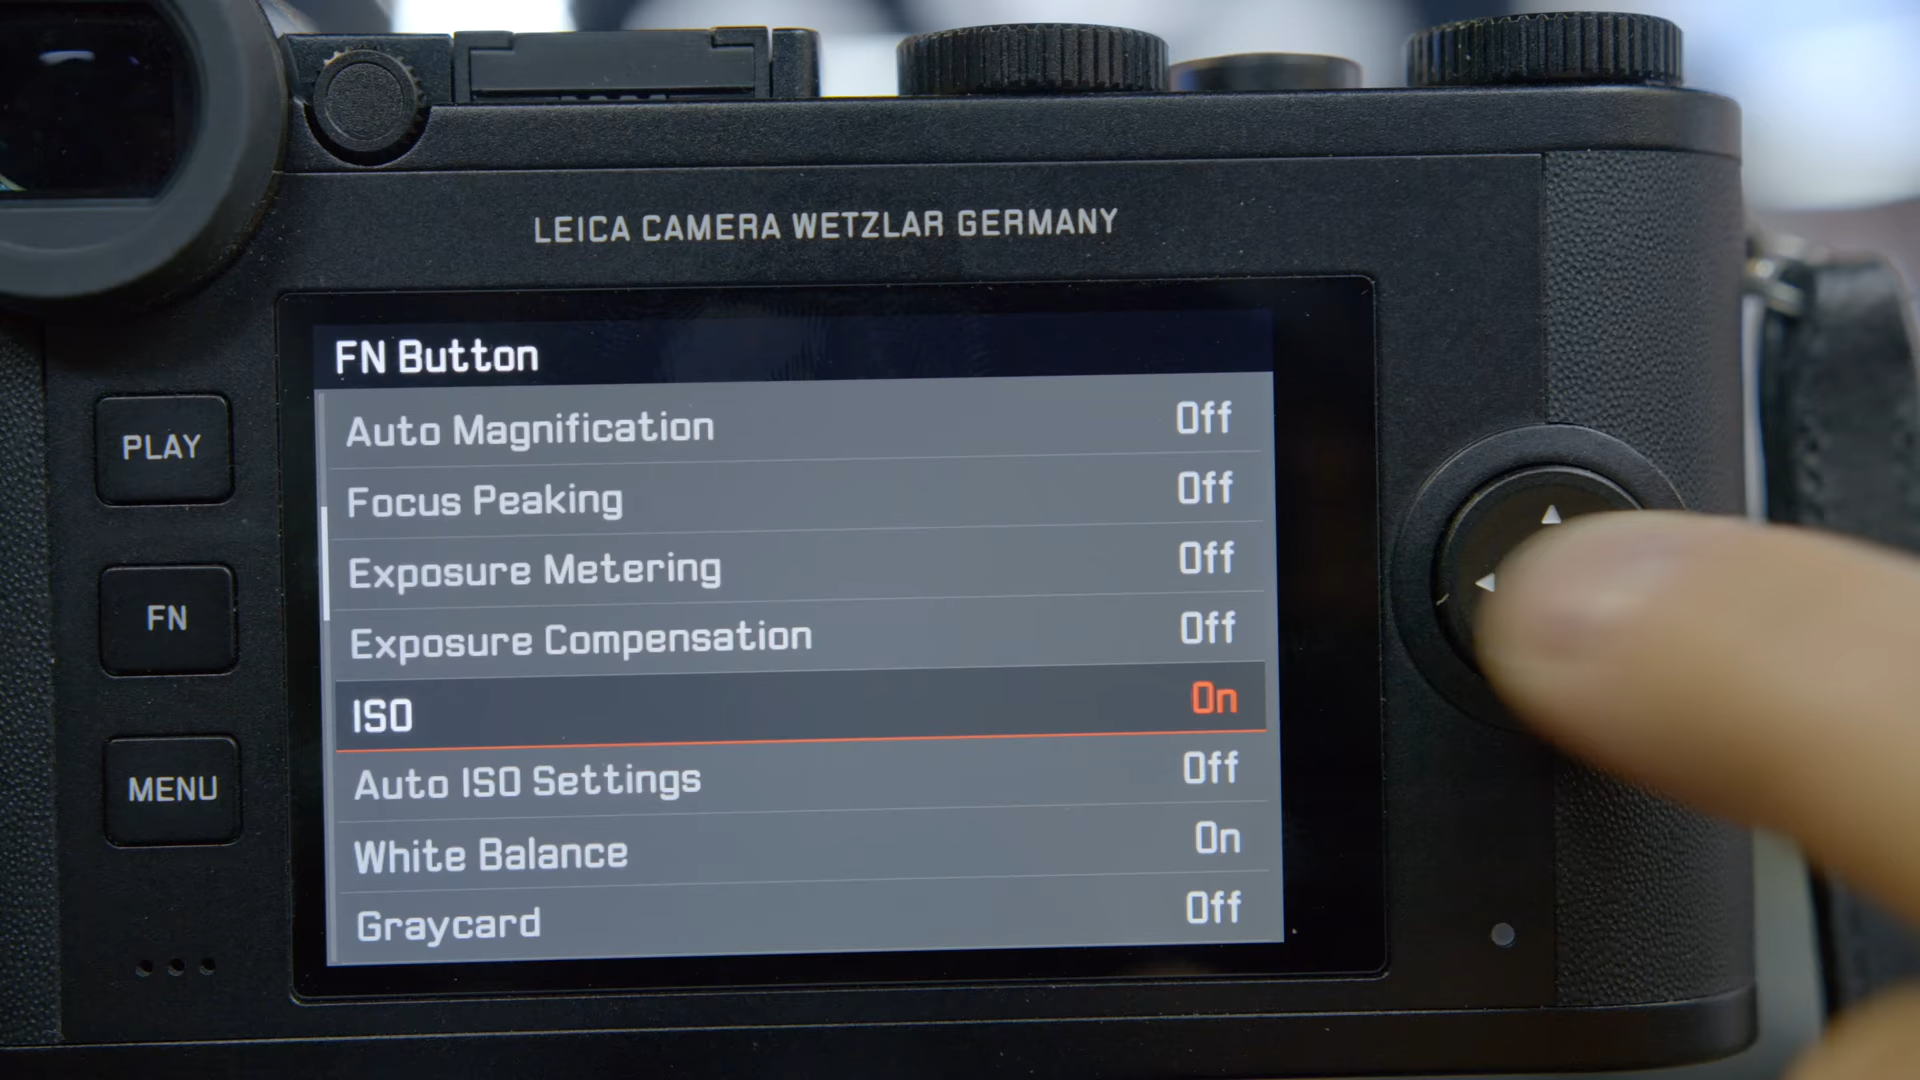 LEICA CAMERA WETZLAR GERMANY
FN Button
Auto Magnification Off
Focus Peaking Off
Exposure Metering Off
Exposure Compensation Off
ISO On
Auto ISO Settings Off
White Balance On
Graycard Off
PLAY
FN
MENU